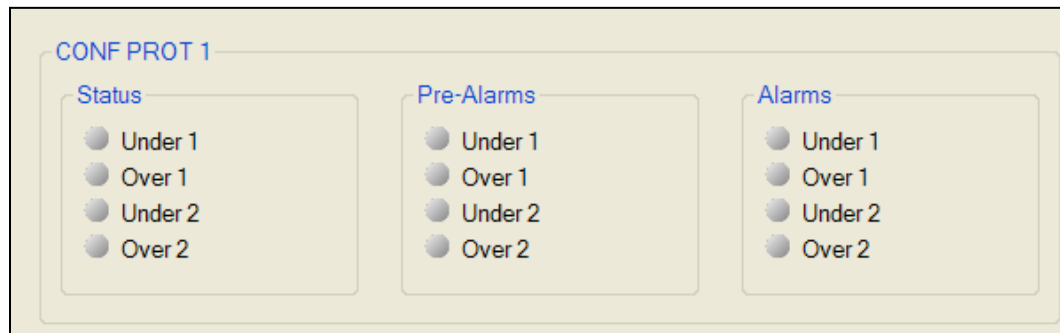 CONF PROT 1
Status
Under 1
Over 1
Under 2
Over 2
Pre-Alarms
Under 1
Over 1
Under 2
Over 2
Alarms
Under 1
Over 1
Under 2
Over 2